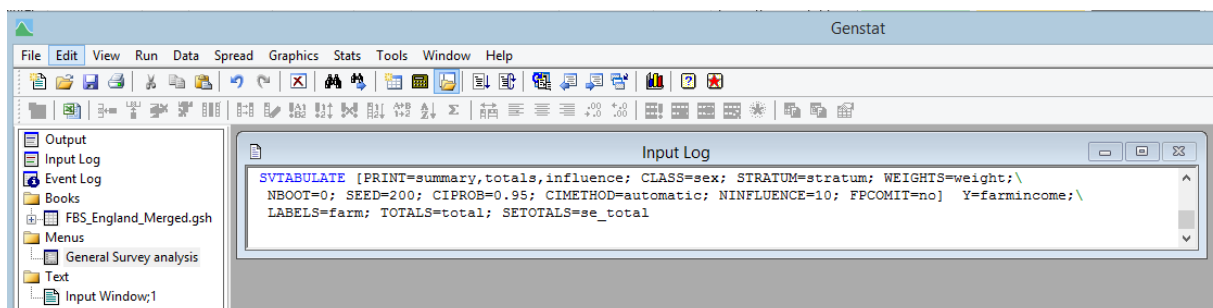 Genstat
File Edit View Run Data Spread Graphics Stats Tools Window Help
Output
Input Log
Event Log
Books
FBS_England_Merged.gsh
Menus
General Survey analysis
Text
Input Window;1
Input Log
SVTABULATE [PRINT=summary,totals,influence; CLASS=sex; STRATUM=stratum; WEIGHTS=weight;\
NBOOT=0; SEED=200; CIPROB=0.95; CIMETHOD=automatic; NINFLUENCE=10; FPCOMIT=no] Y=farmincome;\
LABELS=farm; TOTALS=total; SETOTALS=se_total